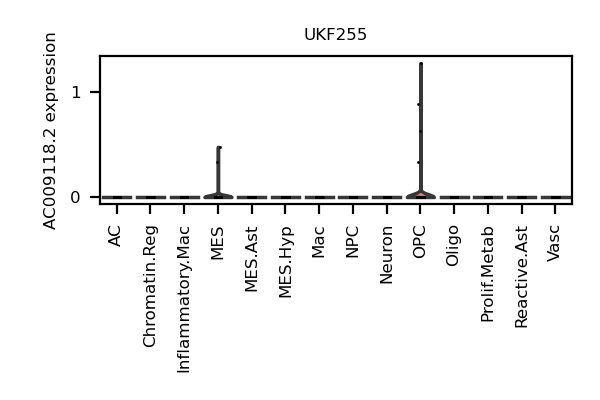 UKF255
AC009118.2 expression
1
0
AC
Chromatin.Reg
Inflammatory.Mac
MES
MES.Ast
MES.Hyp
Mac
NPC
Neuron
OPC
Oligo
Prolif.Metab
Reactive.Ast
Vasc